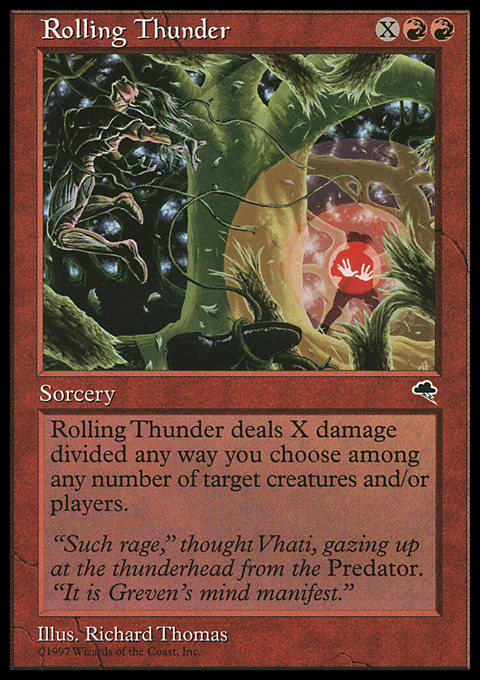 Rolling Thunder X
Sorcery
Rolling Thunder deals X damage
divided any way you choose among
any number of target creatures and/or
players.
“Such rage,” thought Vhati, gazing up
at the thunderhead from the Predator.
“It is Greven’s mind manifest.”
Illus. Richard Thomas
©1997 Wizards of the Coast, Inc.